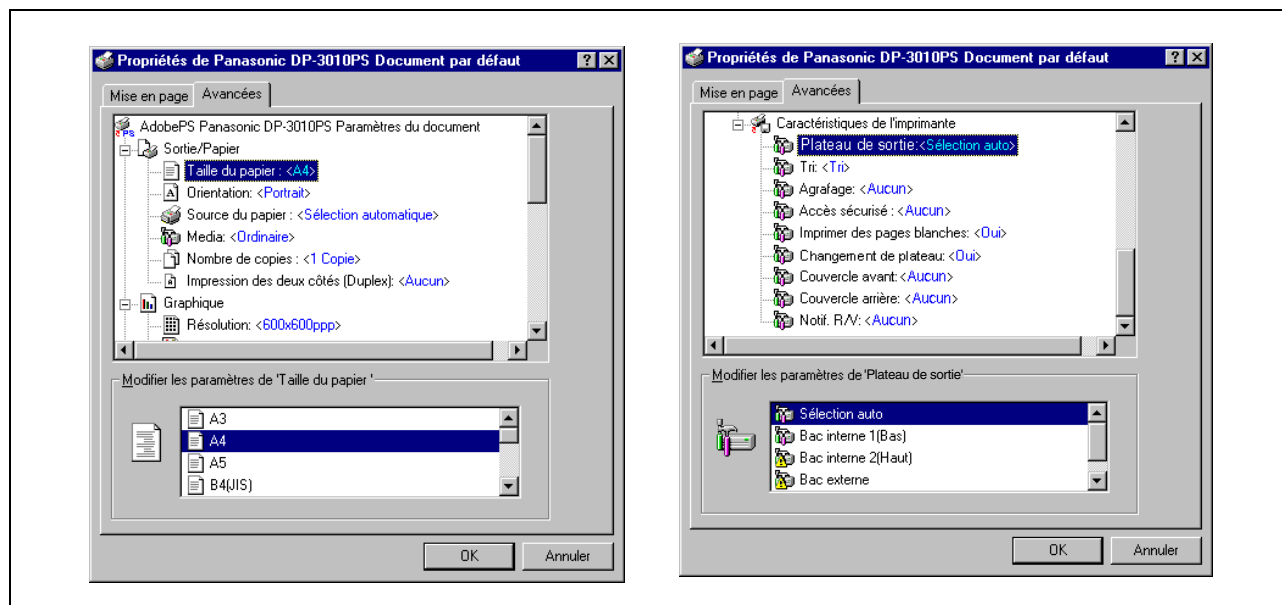 Propriétés de Panasonic DP-3010PS Document par défaut
Mise en page
Avancées
AdobePS Panasonic DP-3010PS Paramètres du document
Sortie/Papier
Taille du papier : <A4>
Orientation: <Portrait>
Source du papier : <Sélection automatique>
Media: <Ordinaire>
Nombre de copies : <1 Copie>
Impression des deux côtés (Duplex): <Aucun>
Graphique
Résolution: <600x600ppp>
Modifier les paramètres de 'Taille du papier '
A3
A4
A5
B4(JIS)
OK
Annuler
Propriétés de Panasonic DP-3010PS Document par défaut
Mise en page
Avancées
Caractéristiques de l'imprimante
Plateau de sortie:<Sélection auto>
Tri: <Tri>
Agrafage: <Aucun>
Accès sécurisé : <Aucun>
Imprimer des pages blanches: <Oui>
Changement de plateau: <Oui>
Couvercle avant: <Aucun>
Couvercle arrière: <Aucun>
Notif. R/V: <Aucun>
Modifier les paramètres de 'Plateau de sortie'
Sélection auto
Bac interne 1(Bas)
Bac interne 2(Haut)
Bac externe
OK
Annuler